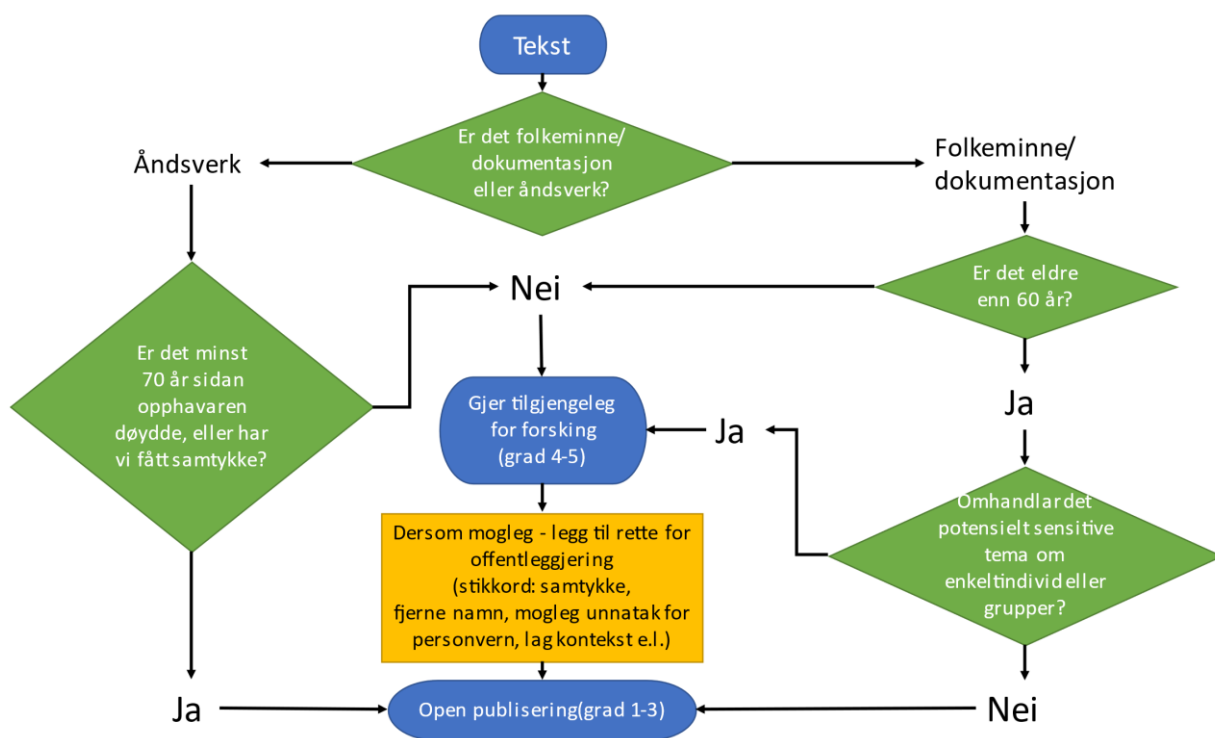 Tekst
Er det folkeminne/
dokumentasjon
eller åndsverk?
Åndsverk
Folkeminne/
dokumentasjon
Er det eldre
enn 60 år?
Nei
Er det minst
70 år sidan
opphavaren
døydde, eller har
vi fått samtykke?
Ja
Gjer tilgjengeleg
for forsking
(grad 4-5)
Ja
Omhandlar det
potensielt sensitive
tema om
enkeltindivid eller
grupper?
Dersom mogleg - legg til rette for
offentleggjering
(stikkord: samtykke,
fjerne namn, mogleg unnatak for
personvern, lag kontekst e.l.)
Ja
Open publisering(grad 1-3)
Nei